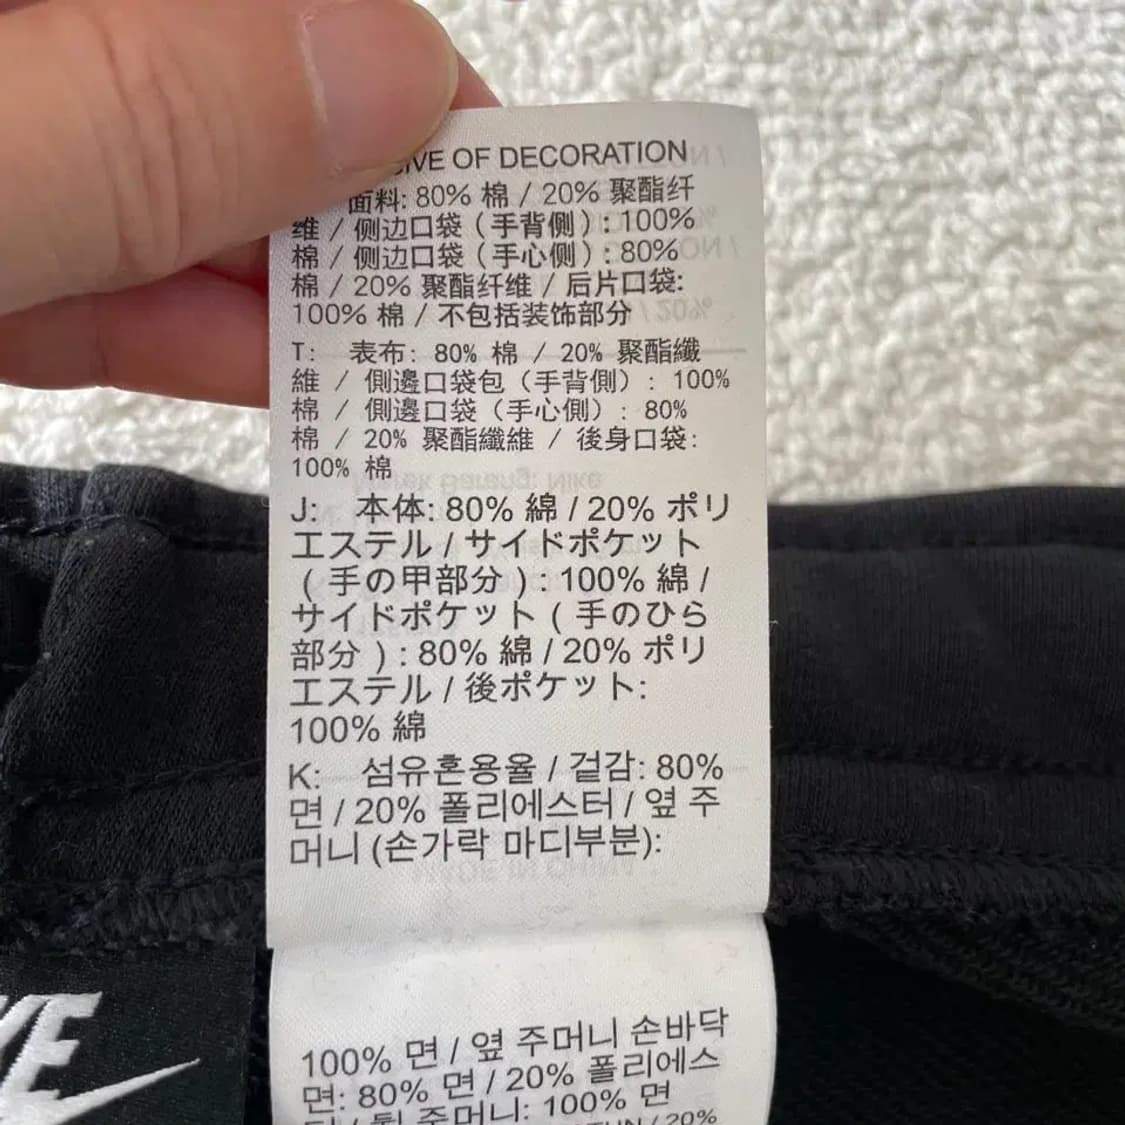 OF DECORATION
面料: 80% 棉 / 20% 聚酯纤
维 / 侧边口袋 ( 手背侧 ) : 100%
棉 / 侧边口袋 ( 手心侧 ) : 80%
棉 / 20% 聚酯纤维 / 后片口袋:
100% 棉 / 不包括装饰部分
T: 表布: 80% 棉 / 20% 聚酯纖
維 / 側邊口袋包（手背側）: 100%
棉 / 側邊口袋（手心側）: 80%
棉 / 20% 聚酯纖維 / 後身口袋:
100% 棉
J: 本体: 80% 綿 / 20% ポリ
エステル / サイドポケット
( 手の甲部分 ) : 100% 綿 /
サイドポケット ( 手のひら
部分 ) : 80% 綿 / 20% ポリ
エステル / 後ポケット:
100% 綿
K: 섬유혼용율 / 겉감: 80%
면 / 20% 폴리에스터 / 옆 주
머니 (손가락 마디부분):
100% 면 / 옆 주머니 손바닥
면: 80% 면 / 20% 폴리에스
터 / 뒷 주머니: 100% 면
/ 20%